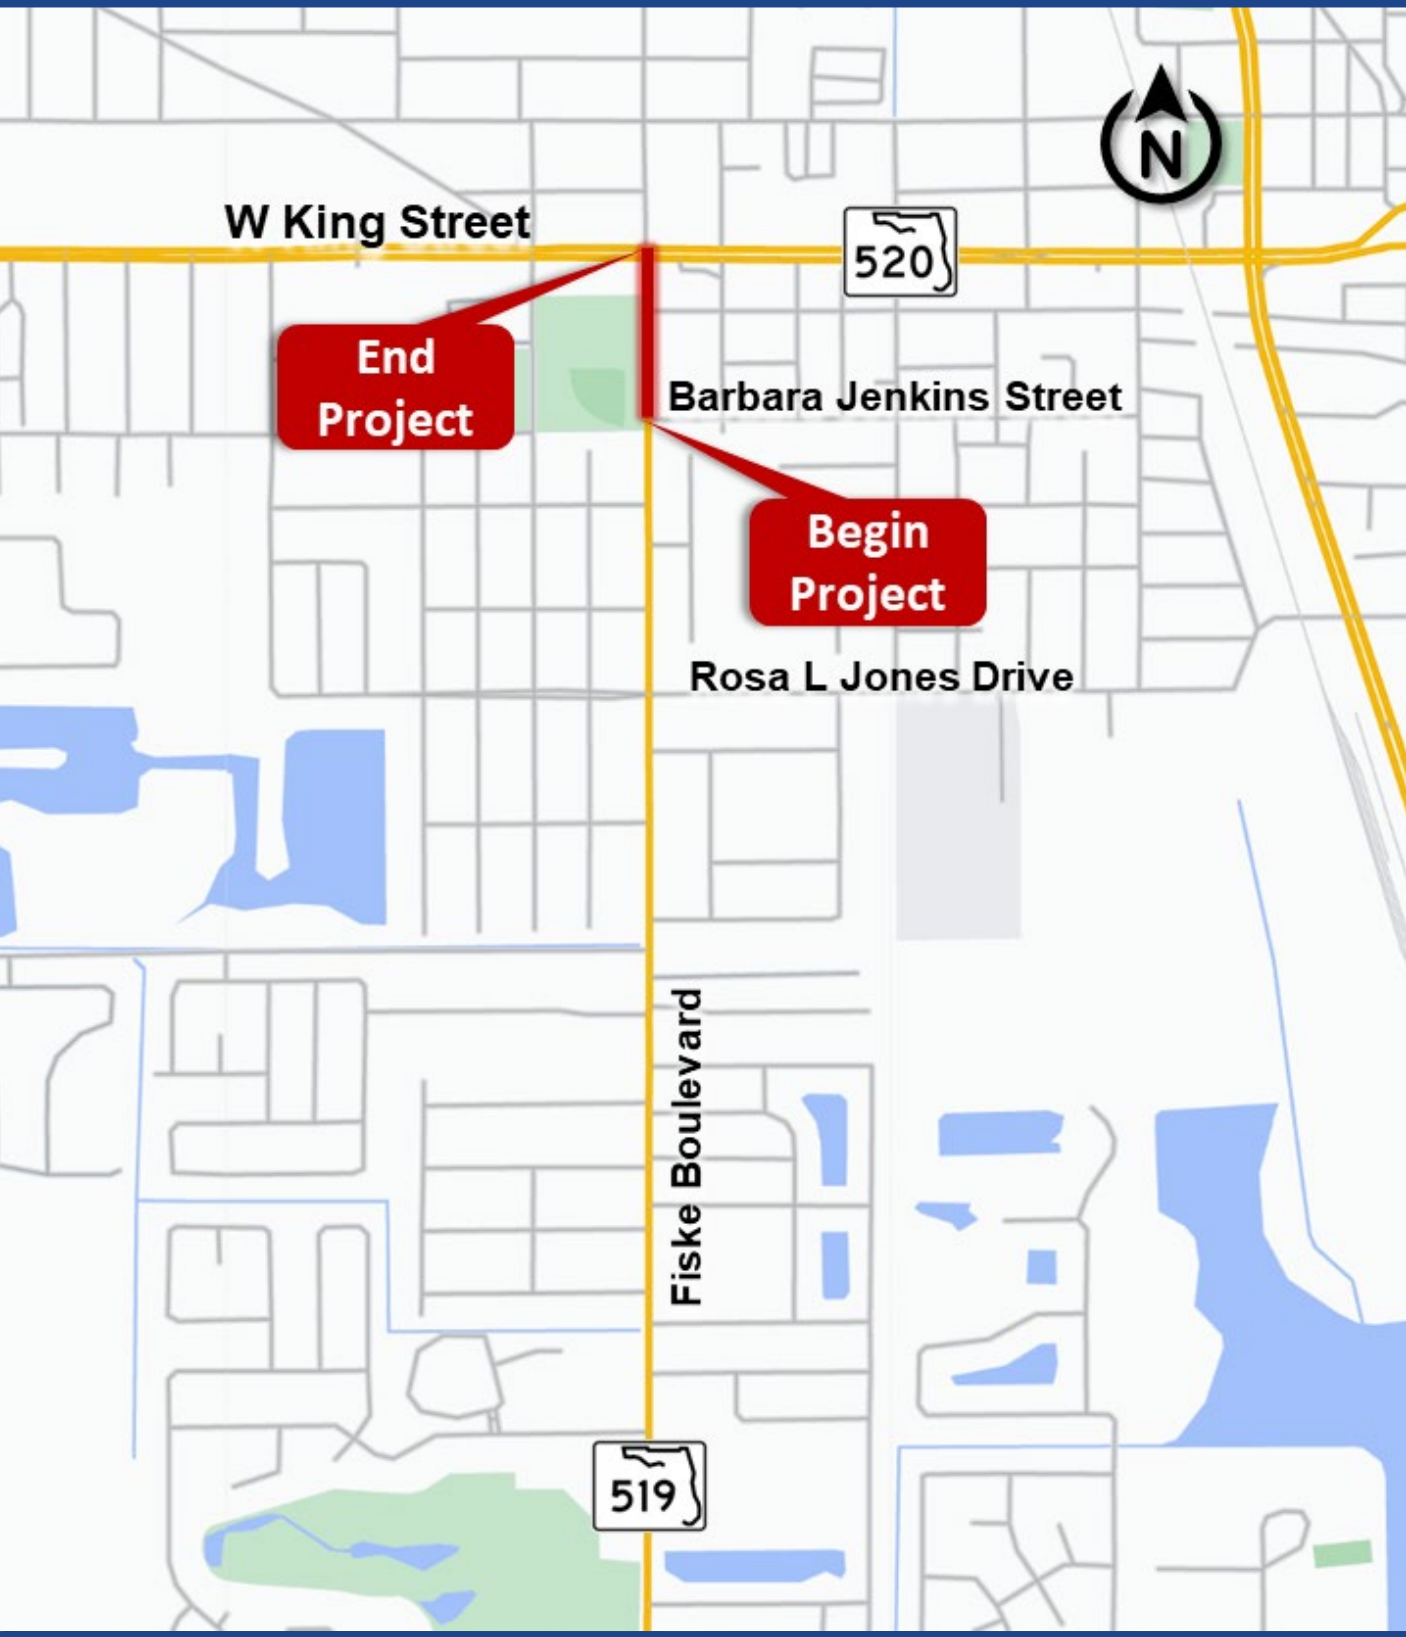 N
W King Street
520
End
Project
Barbara Jenkins Street
Begin
Project
Rosa L Jones Drive
Fiske Boulevard
519